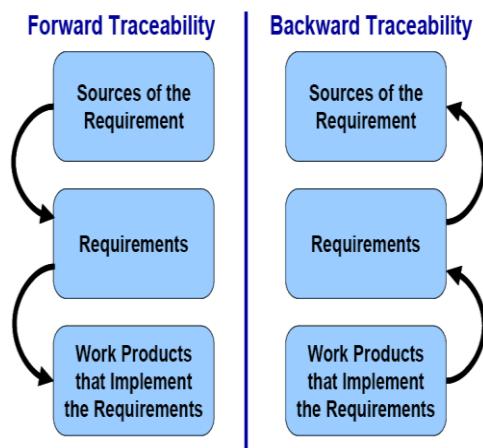 Forward Traceability
Sources of the
Requirement
Requirements
Work Products
that Implement
the Requirements
Backward Traceability
Sources of the
Requirement
Requirements
Work Products
that Implement
the Requirements